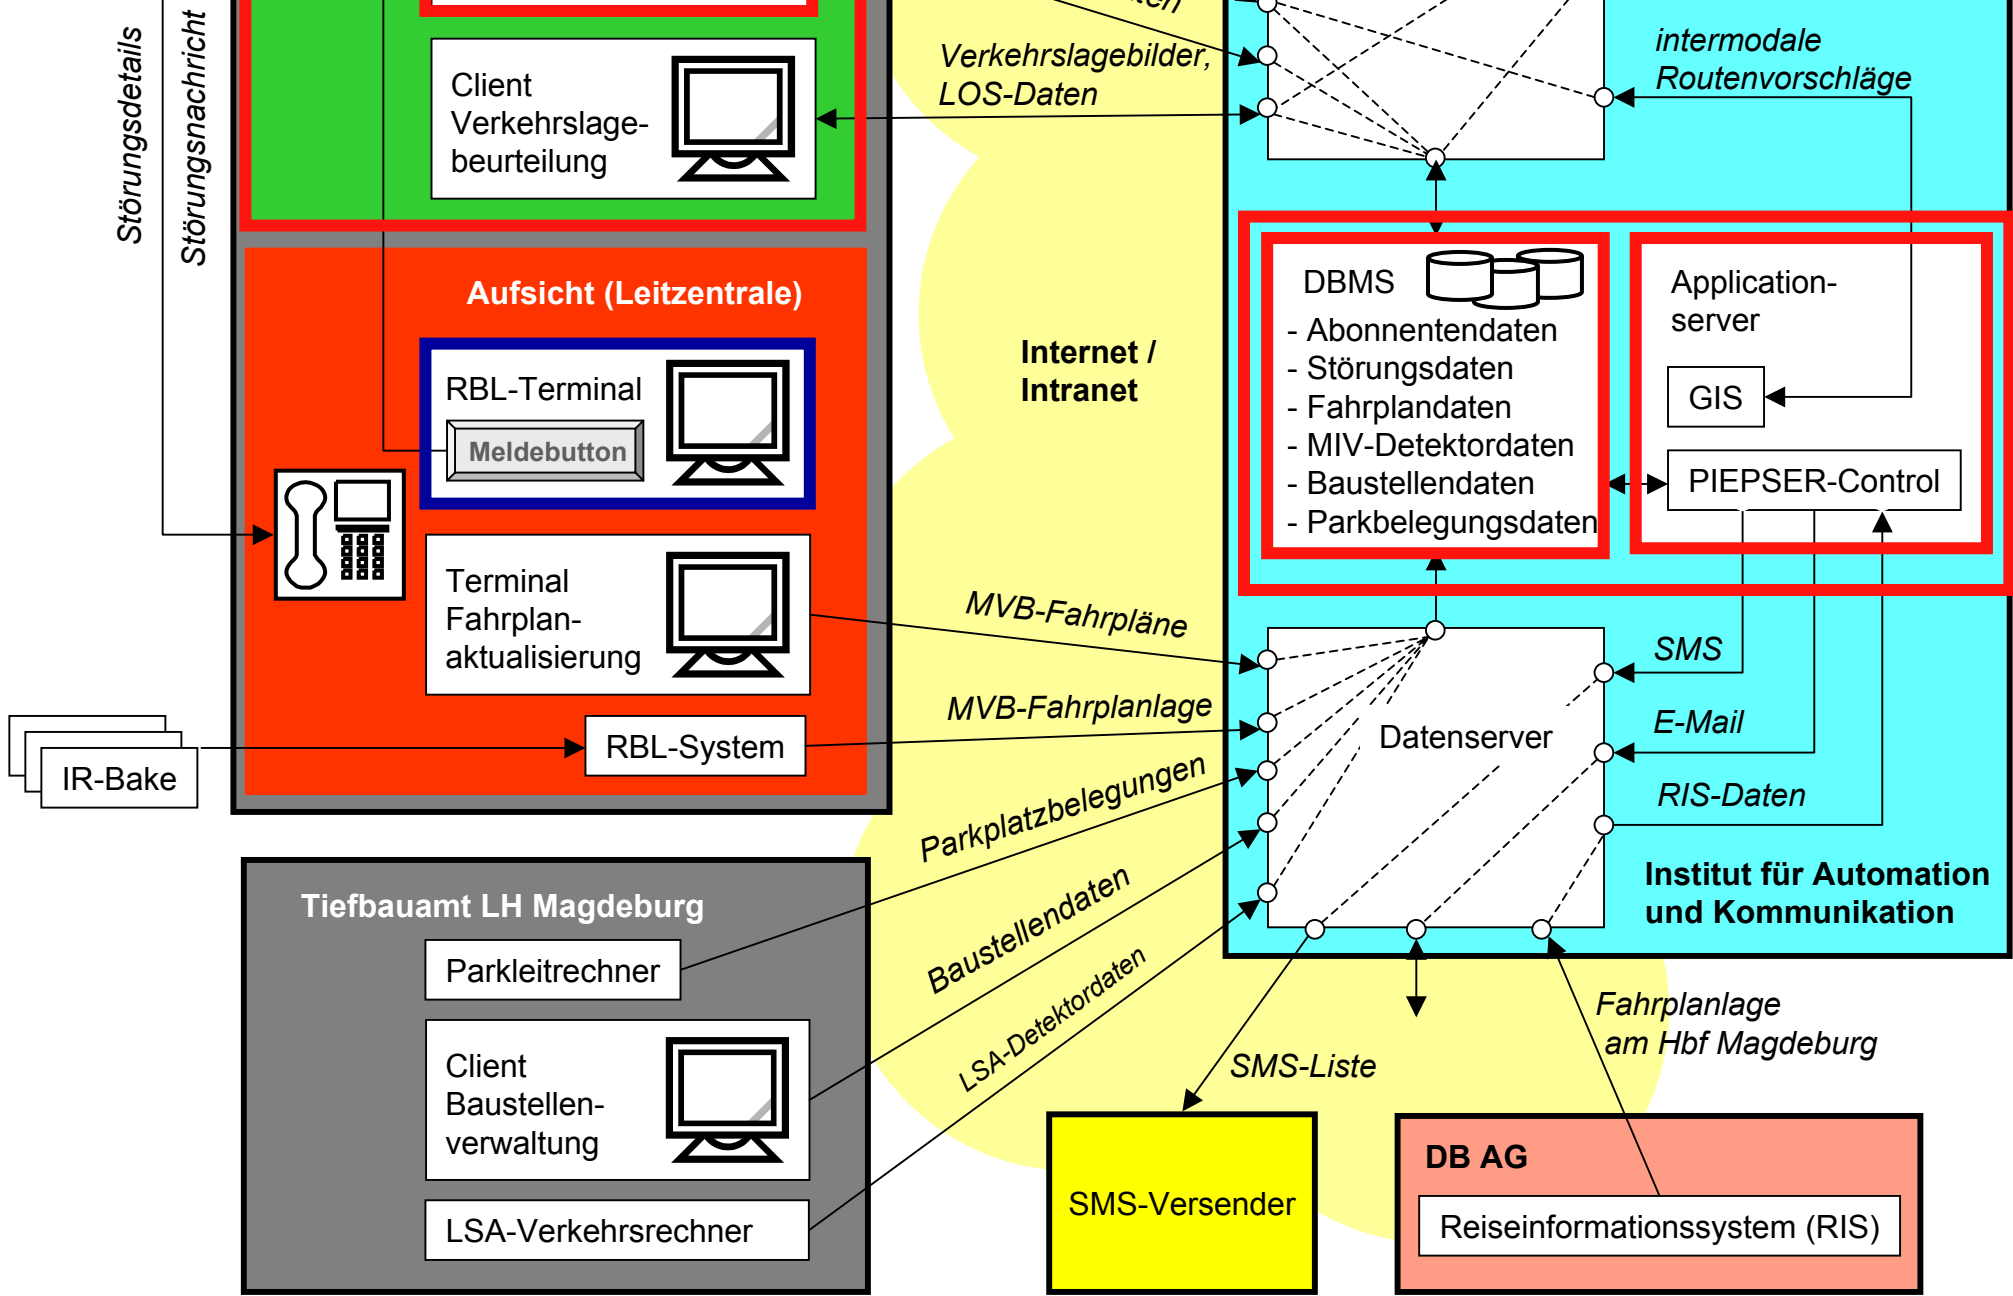 Störungsdetails
Störungsnachricht
Client
Verkehrslage-
beurteilung
Verkehrslagebilder,
LOS-Daten
intermodale
Routenvorschläge
Aufsicht (Leitzentrale)
RBL-Terminal
Meldebutton
Terminal
Fahrplan-
aktualisierung
RBL-System
IR-Bake
Internet /
Intranet
DBMS
- Abonnentendaten
- Störungsdaten
- Fahrplandaten
- MIV-Detektordaten
- Baustellendaten
- Parkbelegungsdaten
Application-
server
GIS
PIEPSER-Control
MVB-Fahrpläne
MVB-Fahrplanlage
Parkplatzbelegungen
Baustellendaten
LSA-Detektordaten
Datenserver
SMS
E-Mail
RIS-Daten
Institut für Automation
und Kommunikation
Tiefbauamt LH Magdeburg
Parkleitrechner
Client
Baustellen-
verwaltung
LSA-Verkehrsrechner
SMS-Liste
Fahrplanlage
am Hbf Magdeburg
SMS-Versender
DB AG
Reiseinformationssystem (RIS)